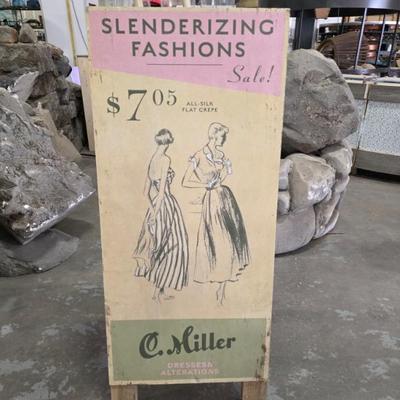 SLENDERIZING
FASHIONS
Sale!
$7.05
ALL-SILK
FLAT CREPE
C. Miller
DRESSES &
ALTERATIONS